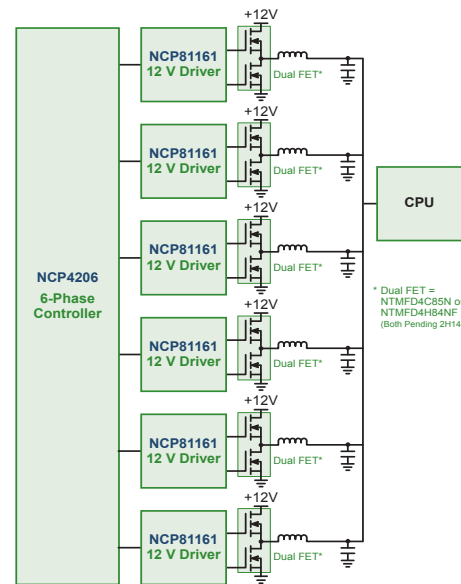 +12V
NCP81161
12 V Driver
Dual FET*
+12V
NCP81161
12 V Driver
Dual FET*
+12V
NCP81161
12 V Driver
Dual FET*
+12V
NCP81161
12 V Driver
Dual FET*
+12V
NCP81161
12 V Driver
Dual FET*
+12V
NCP81161
12 V Driver
Dual FET*
NCP4206
6-Phase
Controller
CPU
* Dual FET =
NTMFD4C85N o
NTMFD4H84NF
(Both Pending 2H14